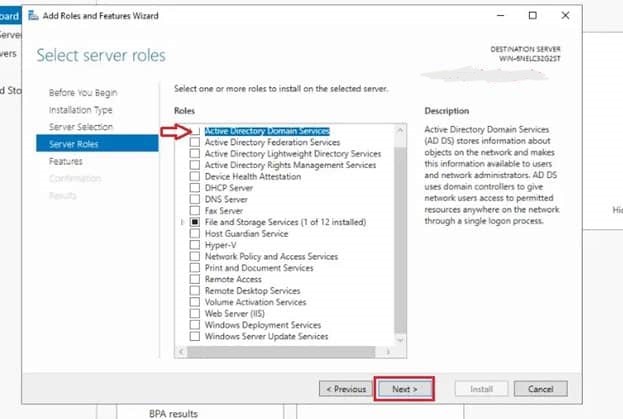 Add Roles and Features Wizard
Select server roles
DESTINATION SERVER
WIN-6NELC32G2ST
Before You Begin
Installation Type
Server Selection
Server Roles
Features
Confirmation
Results
Select one or more roles to install on the selected server.
Roles
Active Directory Domain Services
Active Directory Federation Services
Active Directory Lightweight Directory Services
Active Directory Rights Management Services
Device Health Attestation
DHCP Server
DNS Server
Fax Server
File and Storage Services (1 of 12 installed)
Host Guardian Service
Hyper-V
Network Policy and Access Services
Print and Document Services
Remote Access
Remote Desktop Services
Volume Activation Services
Web Server (IIS)
Windows Deployment Services
Windows Server Update Services
Description
Active Directory Domain Services
(AD DS) stores information about
objects on the network and makes
this information available to users
and network administrators. AD DS
uses domain controllers to give
network users access to permitted
resources anywhere on the network
through a single logon process.
< Previous
Next >
Install
Cancel
BPA results